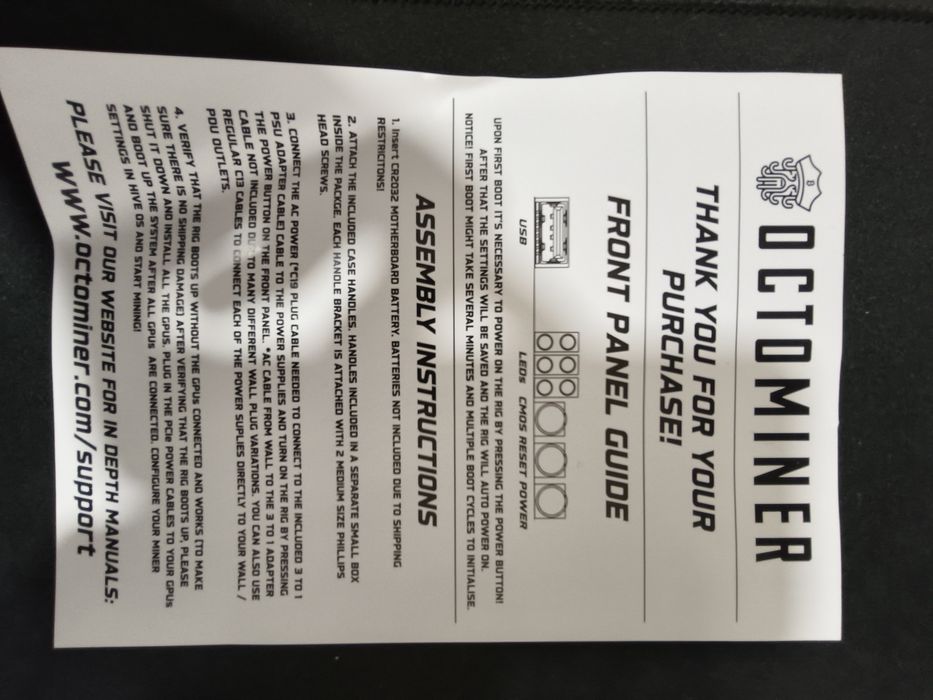 OCTOMINER
THANK YOU FOR YOUR
PURCHASE!
FRONT PANEL GUIDE
USB
LEDs CMOS RESET POWER
UPON FIRST BOOT IT'S NECESSARY TO POWER ON THE RIG BY PRESSING THE POWER BUTTON!
AFTER THAT THE SETTINGS WILL BE SAVED AND THE RIG WILL AUTO POWER ON.
NOTICE! FIRST BOOT MIGHT TAKE SEVERAL MINUTES AND MULTIPLE BOOT CYCLES TO INITIALISE.
ASSEMBLY INSTRUCTIONS
1. Insert CR2032 MOTHERBOARD BATTERY. BATTERIES NOT INCLUDED DUE TO SHIPPING
RESTRICITONS!
2. ATTACH THE INCLUDED CASE HANDLES. HANDLES INCLUDED IN A SEPARATE SMALL BOX
INSIDE THE PACKGE. EACH HANDLE BRACKET IS ATTACHED WITH 2 MEDIUM SIZE PHILLIPS
HEAD SCREWS.
3. CONNECT THE AC POWER (*C19 PLUG CABLE NEEDED TO CONNECT TO THE INCLUDED 3 TO 1
PSU ADAPTER CABLE) CABLE TO THE POWER SUPPLIES AND TURN ON THE RIG BY PRESSING
THE POWER BUTTON ON THE FRONT PANEL. *AC CABLE FROM WALL TO THE 3 TO 1 ADAPTER
CABLE NOT INCLUDED DUE TO MANY DIFFERENT WALL PLUG VARIATIONS. YOU CAN ALSO USE
REGULAR C13 CABLES TO CONNECT EACH OF THE POWER SUPLIES DIRECTLY TO YOUR WALL /
PDU OUTLETS.
4. VERIFY THAT THE RIG BOOTS UP WITHOUT THE GPUs CONNECTED AND WORKS (TO MAKE
SURE THERE IS NO SHIPPING DAMAGE) AFTER VERIFYING THAT THE RIG BOOTS UP, PLEASE
SHUT IT DOWN AND INSTALL ALL THE GPUs. PLUG IN THE PCIe POWER CABLES TO YOUR GPUs
AND BOOT UP THE SYSTEM AFTER ALL GPUs ARE CONNECTED. CONFIGURE YOUR MINER
SETTINGS IN HIVE OS AND START MINING!
PLEASE VISIT OUR WEBSITE FOR IN DEPTH MANUALS:
www.octominer.com/support